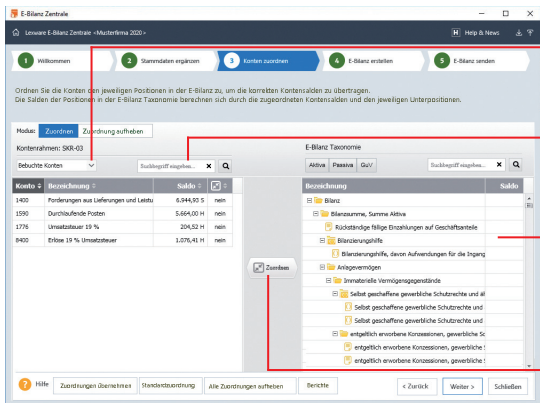 E-Bilanz Zentrale
Lexware E-Bilanz Zentrale <Musterfirma 2020>
H Help & News
1 Willkommen
2 Stammdaten ergänzen
3 Konten zuordnen
4 E-Bilanz erstellen
5 E-Bilanz senden
Ordnen Sie die Konten den jeweiligen Positionen in der E-Bilanz zu, um die korrekten Kontensalden zu übertragen.
Die Salden der Positionen in der E-Bilanz Taxonomie berechnen sich durch die zugeordneten Kontensalden und den jeweiligen Unterpositionen.
Modus: Zuordnen Zuordnung aufheben
Kontenrahmen: SKR-03
E-Bilanz Taxonomie
Bebuchte Konten
Suchbegriff eingeben...
Aktiva Passiva GuV
Suchbegriff eingeben...
Konto Bezeichnung Saldo
Bezeichnung Saldo
1400 Forderungen aus Lieferungen und Leistu 6.944,93 S nein
1590 Durchlaufende Posten 5.664,00 H nein
1776 Umsatzsteuer 19 % 204,52 H nein
8400 Erlöse 19 % Umsatzsteuer 1.076,41 H nein
Bilanz
Bilanzsumme, Summe Aktiva
Rückständige fällige Einzahlungen auf Geschäftsanteile
Bilanzierungshilfe
Bilanzierungshilfe, davon Aufwendungen für die Ingang
Anlagevermögen
Immaterielle Vermögensgegenstände
Selbst geschaffene gewerbliche Schutzrechte und äl
Selbst geschaffene gewerbliche Schutzrechte und
Selbst geschaffene gewerbliche Schutzrechte und
entgeltlich erworbene Konzessionen, gewerbliche Sc
entgeltlich erworbene Konzessionen, gewerbliche S
entgeltlich erworbene Konzessionen, gewerbliche S
Hilfe
Zuordnungen übernehmen
Standardzuordnung
Alle Zuordnungen aufheben
Berichte
< Zurück
Weiter >
Schließen